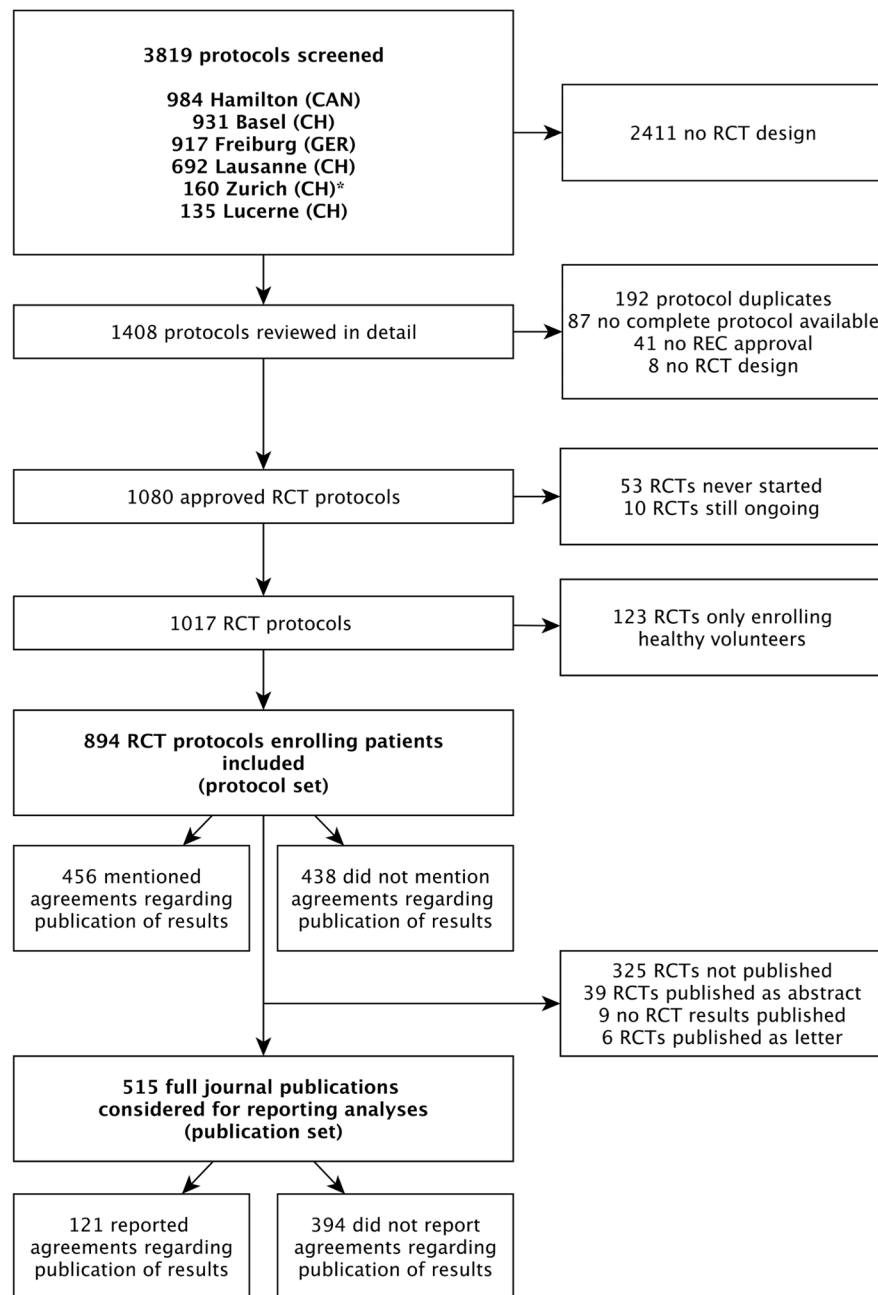 3819 protocols screened
984 Hamilton (CAN)
931 Basel (CH)
917 Freiburg (GER)
692 Lausanne (CH)
160 Zurich (CH)*
135 Lucerne (CH)
2411 no RCT design
1408 protocols reviewed in detail
192 protocol duplicates
87 no complete protocol available
41 no REC approval
8 no RCT design
1080 approved RCT protocols
53 RCTs never started
10 RCTs still ongoing
1017 RCT protocols
123 RCTs only enrolling
healthy volunteers
894 RCT protocols enrolling patients
included
(protocol set)
456 mentioned
agreements regarding
publication of results
438 did not mention
agreements regarding
publication of results
325 RCTs not published
39 RCTs published as abstract
9 no RCT results published
6 RCTs published as letter
515 full journal publications
considered for reporting analyses
(publication set)
121 reported
agreements regarding
publication of results
394 did not report
agreements regarding
publication of results